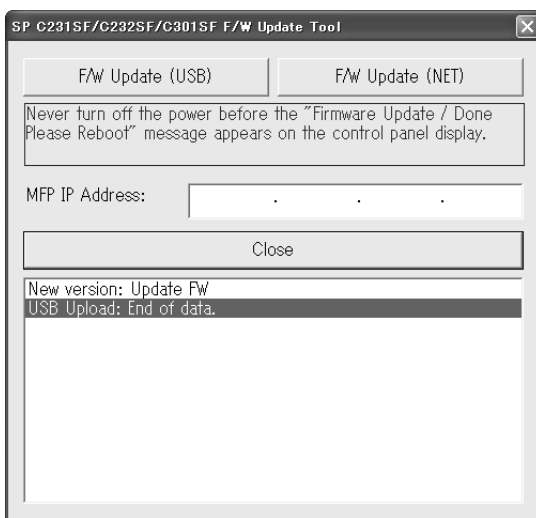 SP C231SF/C232SF/C301SF F/W Update Tool
F/W Update (USB)
F/W Update (NET)
Never turn off the power before the "Firmware Update / Done
Please Reboot" message appears on the control panel display.
MFP IP Address:
. . .
Close
New version: Update FW
USB Upload: End of data.